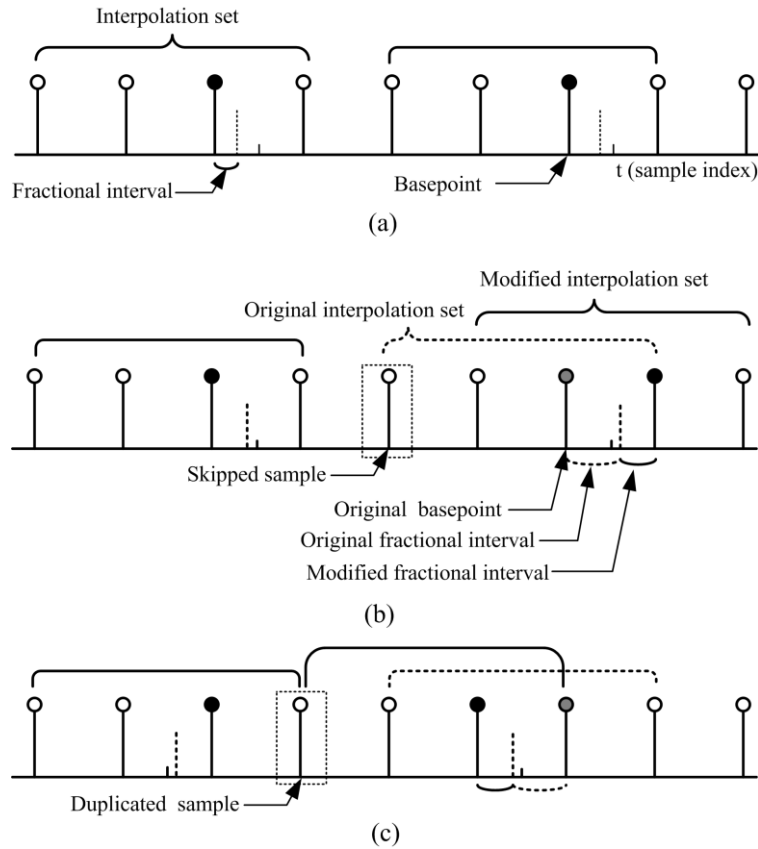 Interpolation set
Fractional interval
Basepoint
t (sample index)
(a)
Modified interpolation set
Original interpolation set
Skipped sample
Original basepoint
Original fractional interval
Modified fractional interval
(b)
Duplicated sample
(c)